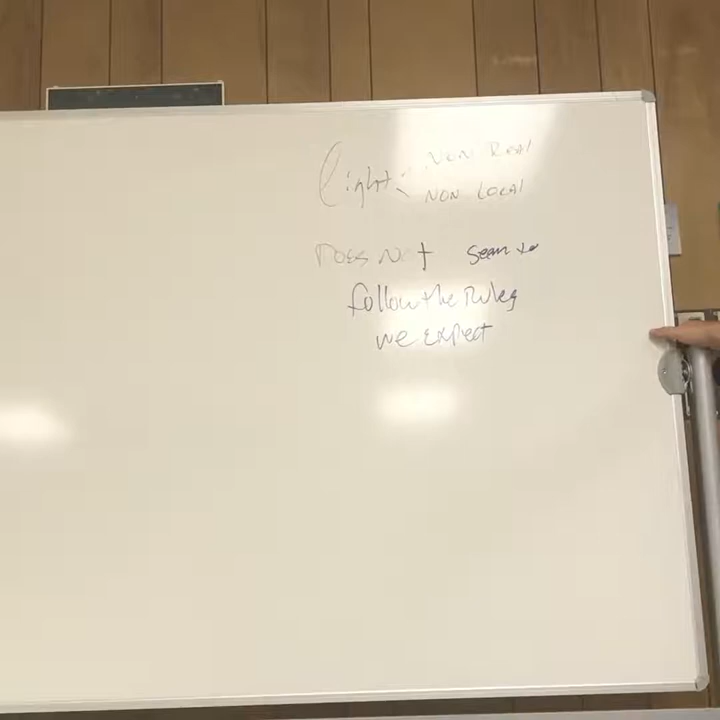 light: NON REAL
NON LOCAL
Does Not seem to
follow the Rules
we expect